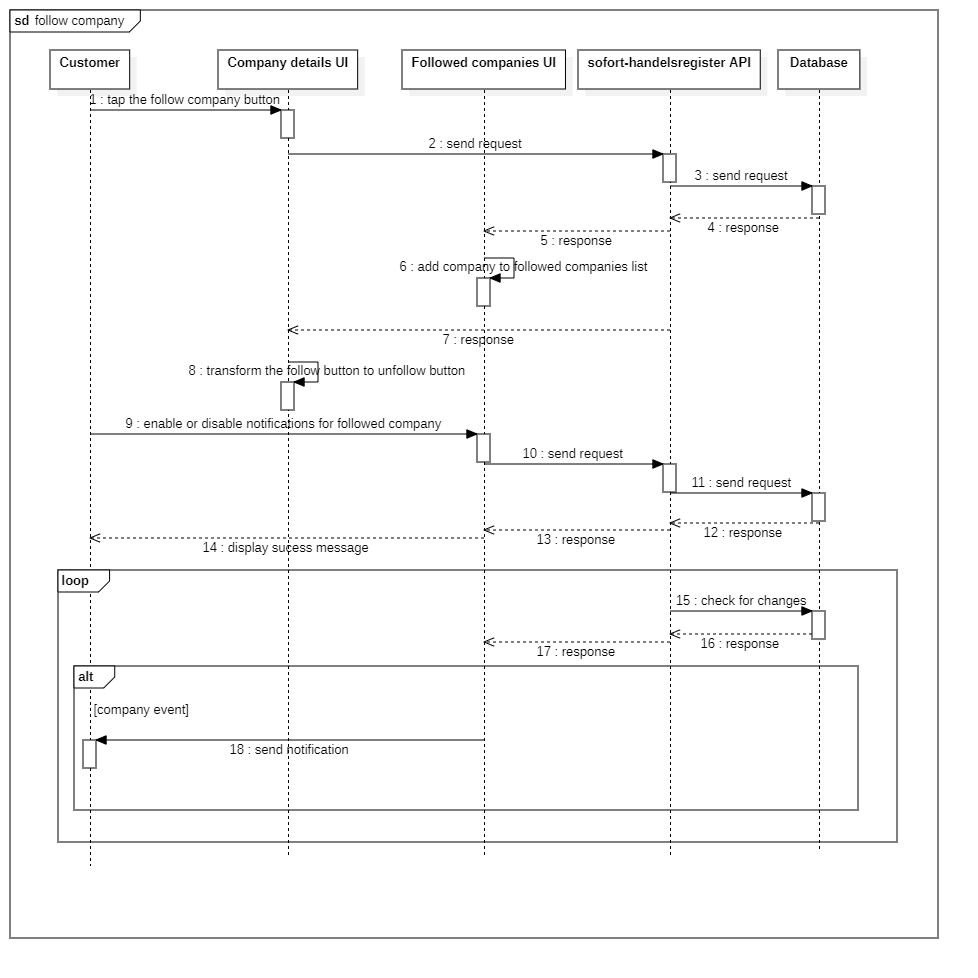 sd follow company
Customer
Company details UI
Followed companies UI
sofort-handelsregister API
Database
1 : tap the follow company button
2 : send request
3 : send request
4 : response
5 : response
6 : add company to followed companies list
7 : response
8 : transform the follow button to unfollow button
9 : enable or disable notifications for followed company
10 : send request
11 : send request
12 : response
13 : response
14 : display sucess message
loop
15 : check for changes
16 : response
17 : response
alt
[company event]
18 : send notification